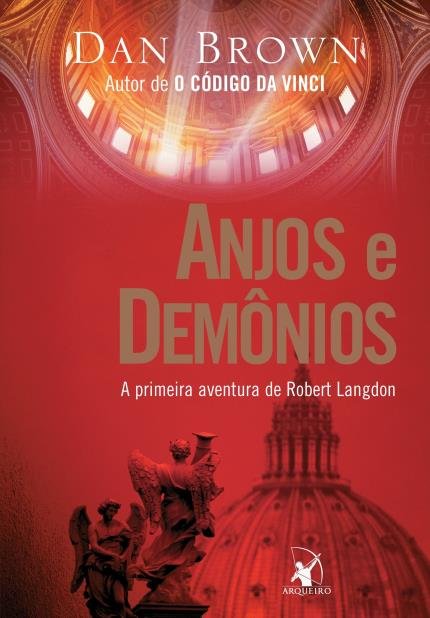 DAN BROWN
Autor de O CÓDIGO DA VINCI
ANJOS e
DEMÔNIOS
A primeira aventura de Robert Langdon
ARQUEIRO